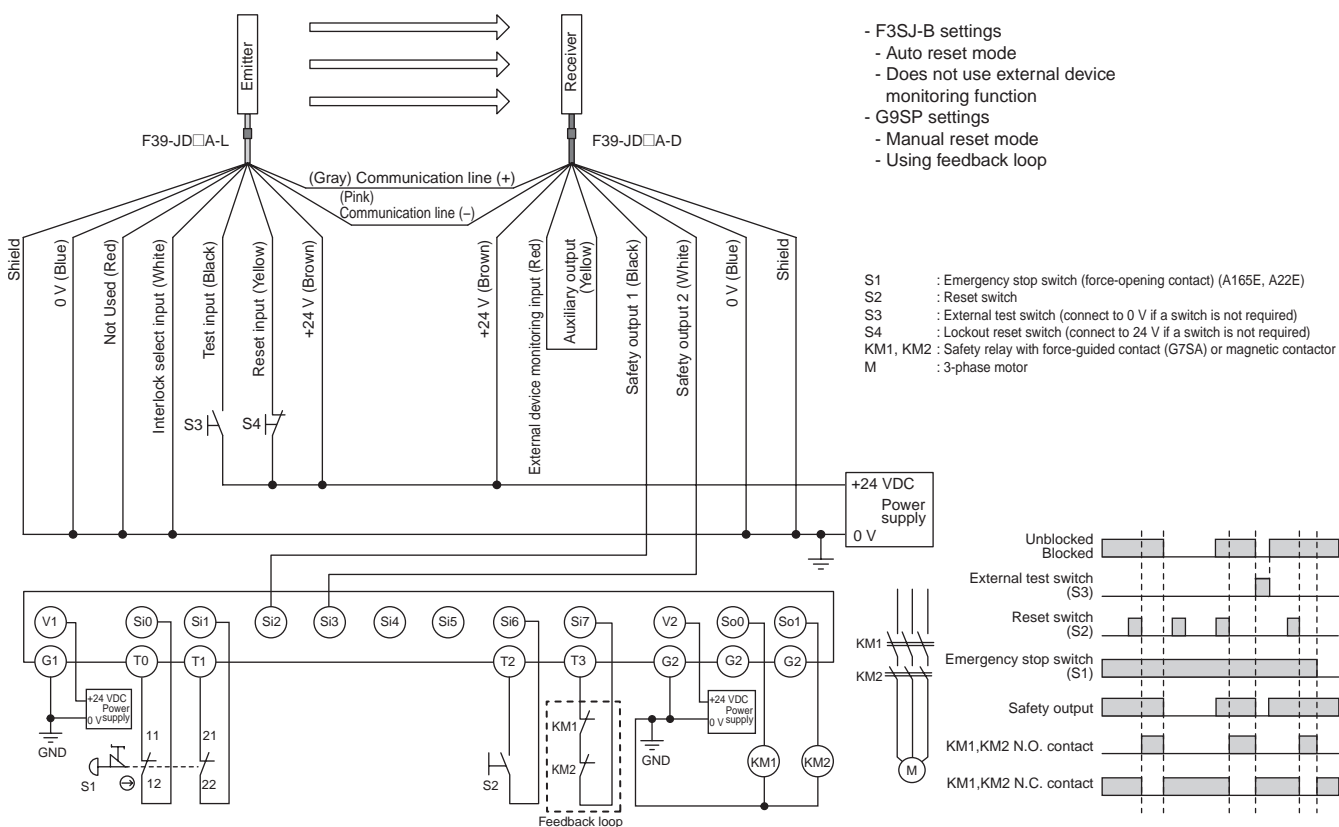 Emitter
Receiver
F39-JD□A-L
F39-JD□A-D
(Gray) Communication line (+)
(Pink)
Communication line (–)
Shield
0 V (Blue)
Not Used (Red)
Interlock select input (White)
Test input (Black)
Reset input (Yellow)
+24 V (Brown)
+24 V (Brown)
External device monitoring input (Red)
Auxiliary output
(Yellow)
Safety output 1 (Black)
Safety output 2 (White)
0 V (Blue)
Shield
S3
S4
+24 VDC
Power
supply
0 V
- F3SJ-B settings
- Auto reset mode
- Does not use external device
monitoring function
- G9SP settings
- Manual reset mode
- Using feedback loop
S1 : Emergency stop switch (force-opening contact) (A165E, A22E)
S2 : Reset switch
S3 : External test switch (connect to 0 V if a switch is not required)
S4 : Lockout reset switch (connect to 24 V if a switch is not required)
KM1, KM2 : Safety relay with force-guided contact (G7SA) or magnetic contactor
M : 3-phase motor
V1 Si0 Si1 Si2 Si3 Si4 Si5 Si6 Si7 V2 So0 So1
G1 T0 T1 T2 T3 G2 G2 G2
+24 VDC
Power
0 V supply
GND
11
21
S1
12
22
S2
KM1
KM2
Feedback loop
+24 VDC
Power
0 V supply
GND
KM1
KM2
KM1
KM2
M
Unblocked
Blocked
External test switch
(S3)
Reset switch
(S2)
Emergency stop switch
(S1)
Safety output
KM1,KM2 N.O. contact
KM1,KM2 N.C. contact